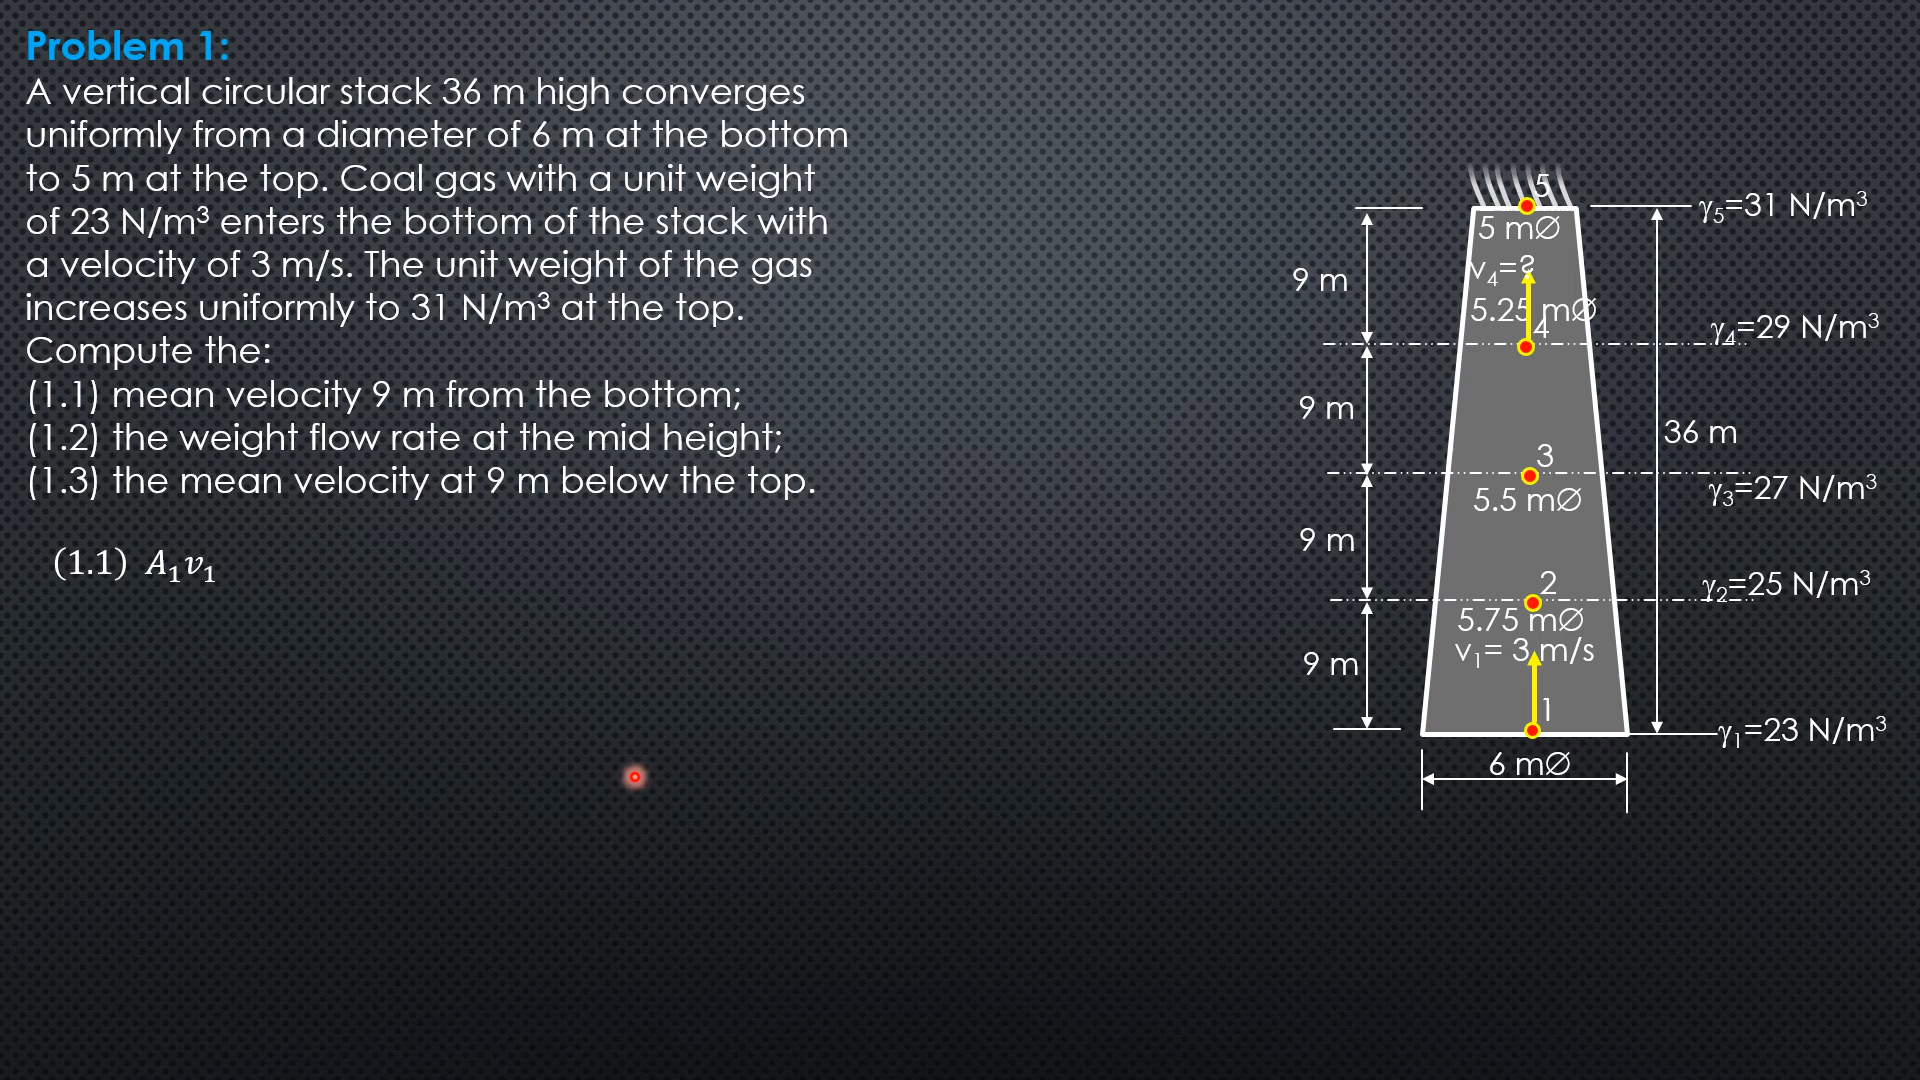 Problem 1:
A vertical circular stack 36 m high converges
uniformly from a diameter of 6 m at the bottom
to 5 m at the top. Coal gas with a unit weight
of 23 N/m³ enters the bottom of the stack with
a velocity of 3 m/s. The unit weight of the gas
increases uniformly to 31 N/m³ at the top.
Compute the:
(1.1) mean velocity 9 m from the bottom;
(1.2) the weight flow rate at the mid height;
(1.3) the mean velocity at 9 m below the top.
(1.1) A₁v₁
5
γ₅=31 N/m³
5 mØ
v₄=?
9 m
5.25 mØ
4
γ₄=29 N/m³
9 m
36 m
3
γ₃=27 N/m³
5.5 mØ
9 m
2
γ₂=25 N/m³
5.75 mØ
v₁= 3 m/s
9 m
1
γ₁=23 N/m³
6 mØ